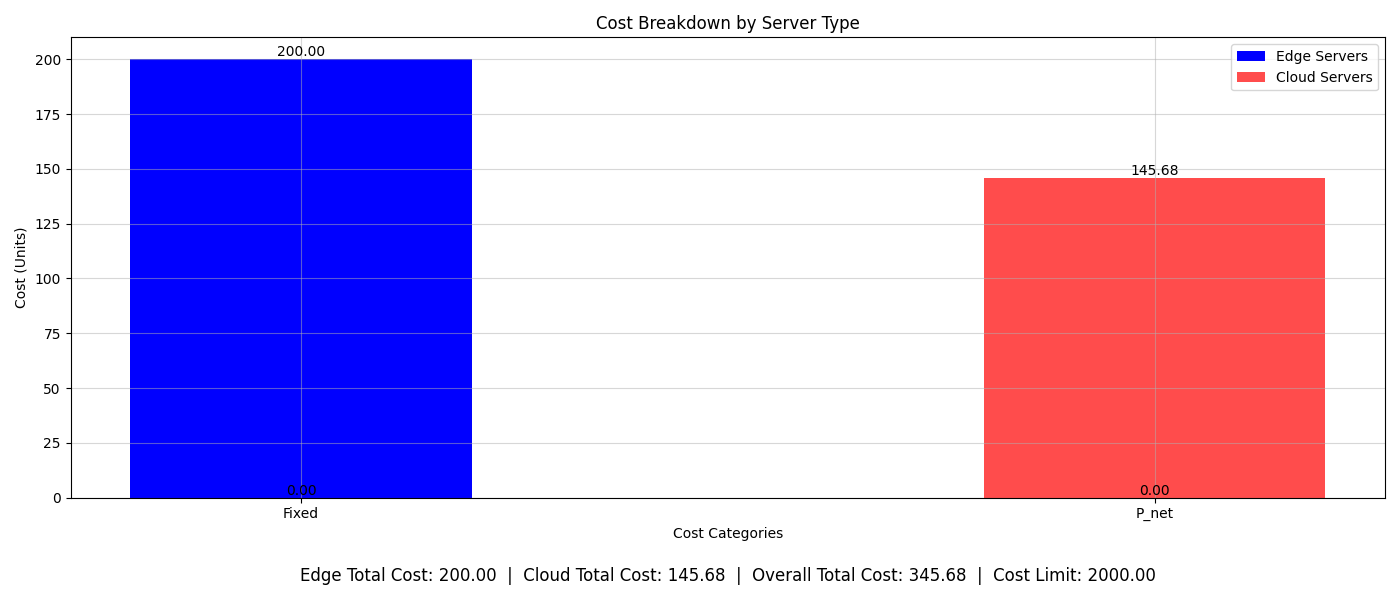 Cost Breakdown by Server Type
200.00
Edge Servers
Cloud Servers
145.68
0.00
0.00
200
175
150
125
100
75
50
25
0
Cost (Units)
Fixed
P_net
Cost Categories
Edge Total Cost: 200.00 | Cloud Total Cost: 145.68 | Overall Total Cost: 345.68 | Cost Limit: 2000.00